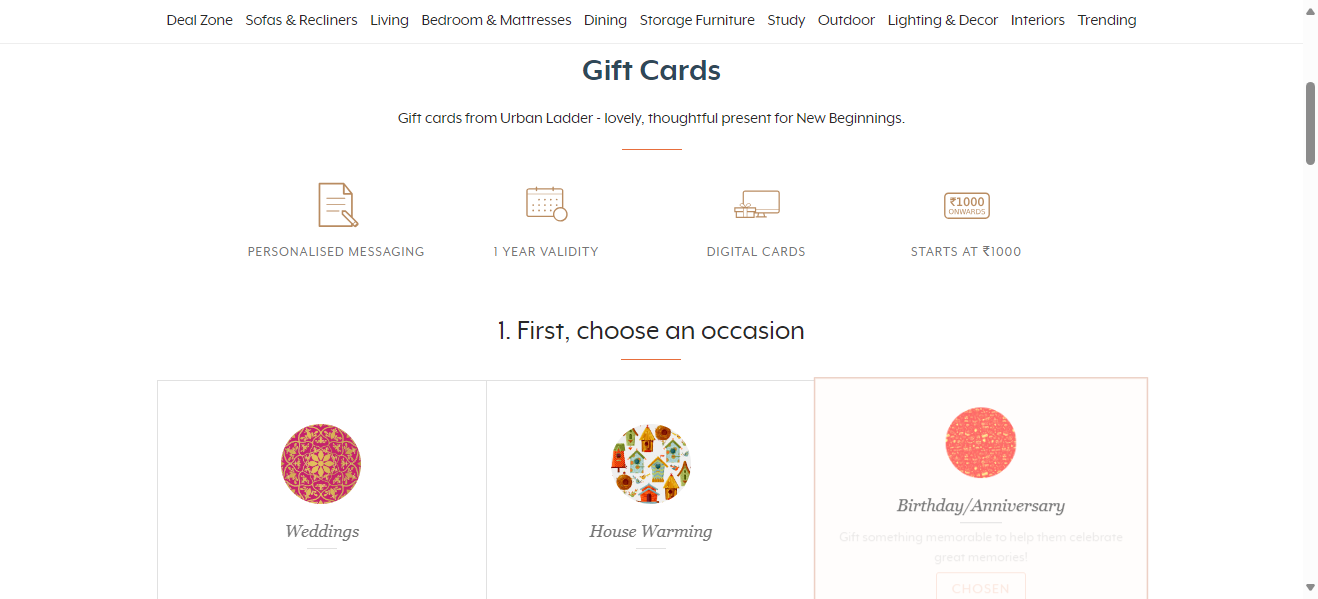 Deal Zone Sofas & Recliners Living Bedroom & Mattresses Dining Storage Furniture Study Outdoor Lighting & Decor Interiors Trending
Gift Cards
Gift cards from Urban Ladder - lovely, thoughtful present for New Beginnings.
₹1000
ONWARDS
PERSONALISED MESSAGING 1 YEAR VALIDITY DIGITAL CARDS STARTS AT ₹1000
1. First, choose an occasion
Weddings House Warming Birthday/Anniversary
Gift something memorable to help them celebrate
great memories!
CHOSEN